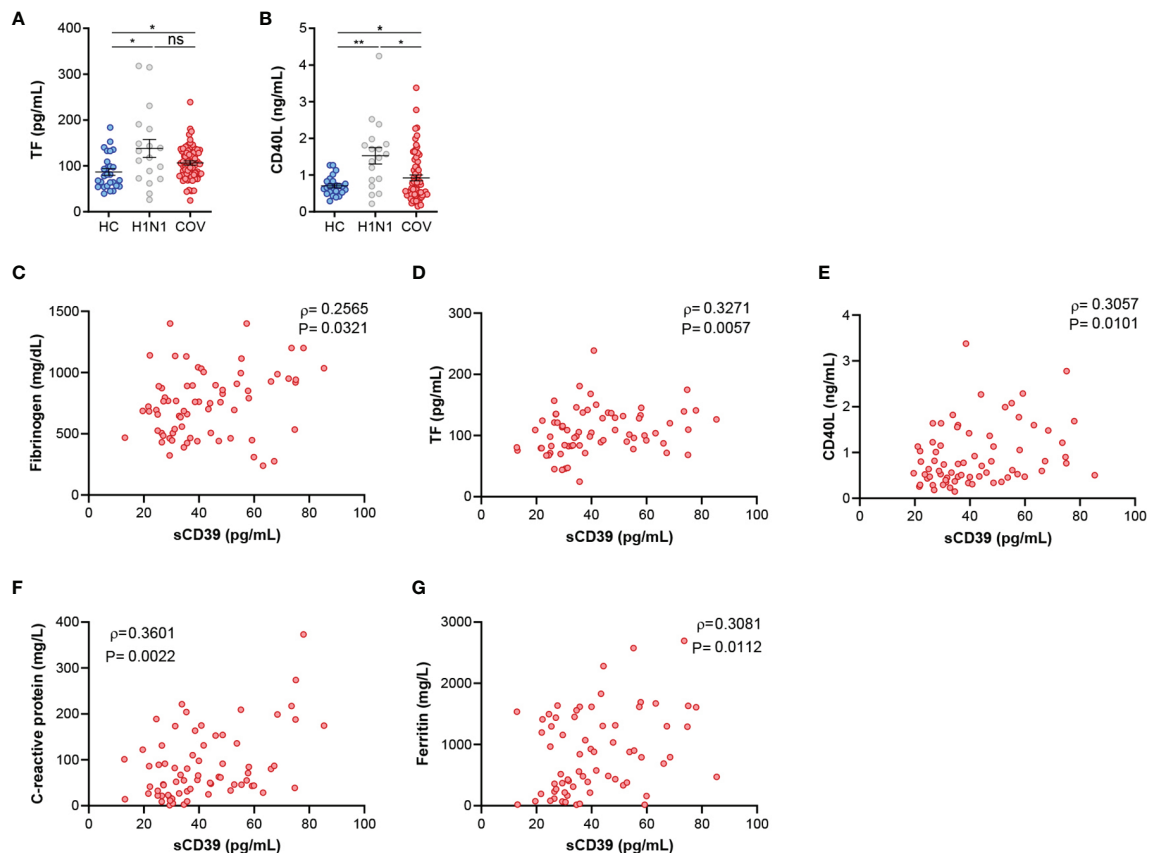 A
TF (pg/mL)
400
300
200
100
0
*
* ns
HC H1N1 COV
B
CD40L (ng/mL)
5
4
3
2
1
0
*
** *
HC H1N1 COV
C
Fibrinogen (mg/dL)
1500
1000
500
0
ρ= 0.2565
P= 0.0321
0 20 40 60 80 100
sCD39 (pg/mL)
D
TF (pg/mL)
300
200
100
0
ρ= 0.3271
P= 0.0057
0 20 40 60 80 100
sCD39 (pg/mL)
E
CD40L (ng/mL)
4
3
2
1
0
ρ= 0.3057
P= 0.0101
0 20 40 60 80 100
sCD39 (pg/mL)
F
C-reactive protein (mg/L)
400
300
200
100
0
ρ=0.3601
P= 0.0022
0 20 40 60 80 100
sCD39 (pg/mL)
G
Ferritin (mg/L)
3000
2000
1000
0
ρ=0.3081
P= 0.0112
0 20 40 60 80 100
sCD39 (pg/mL)